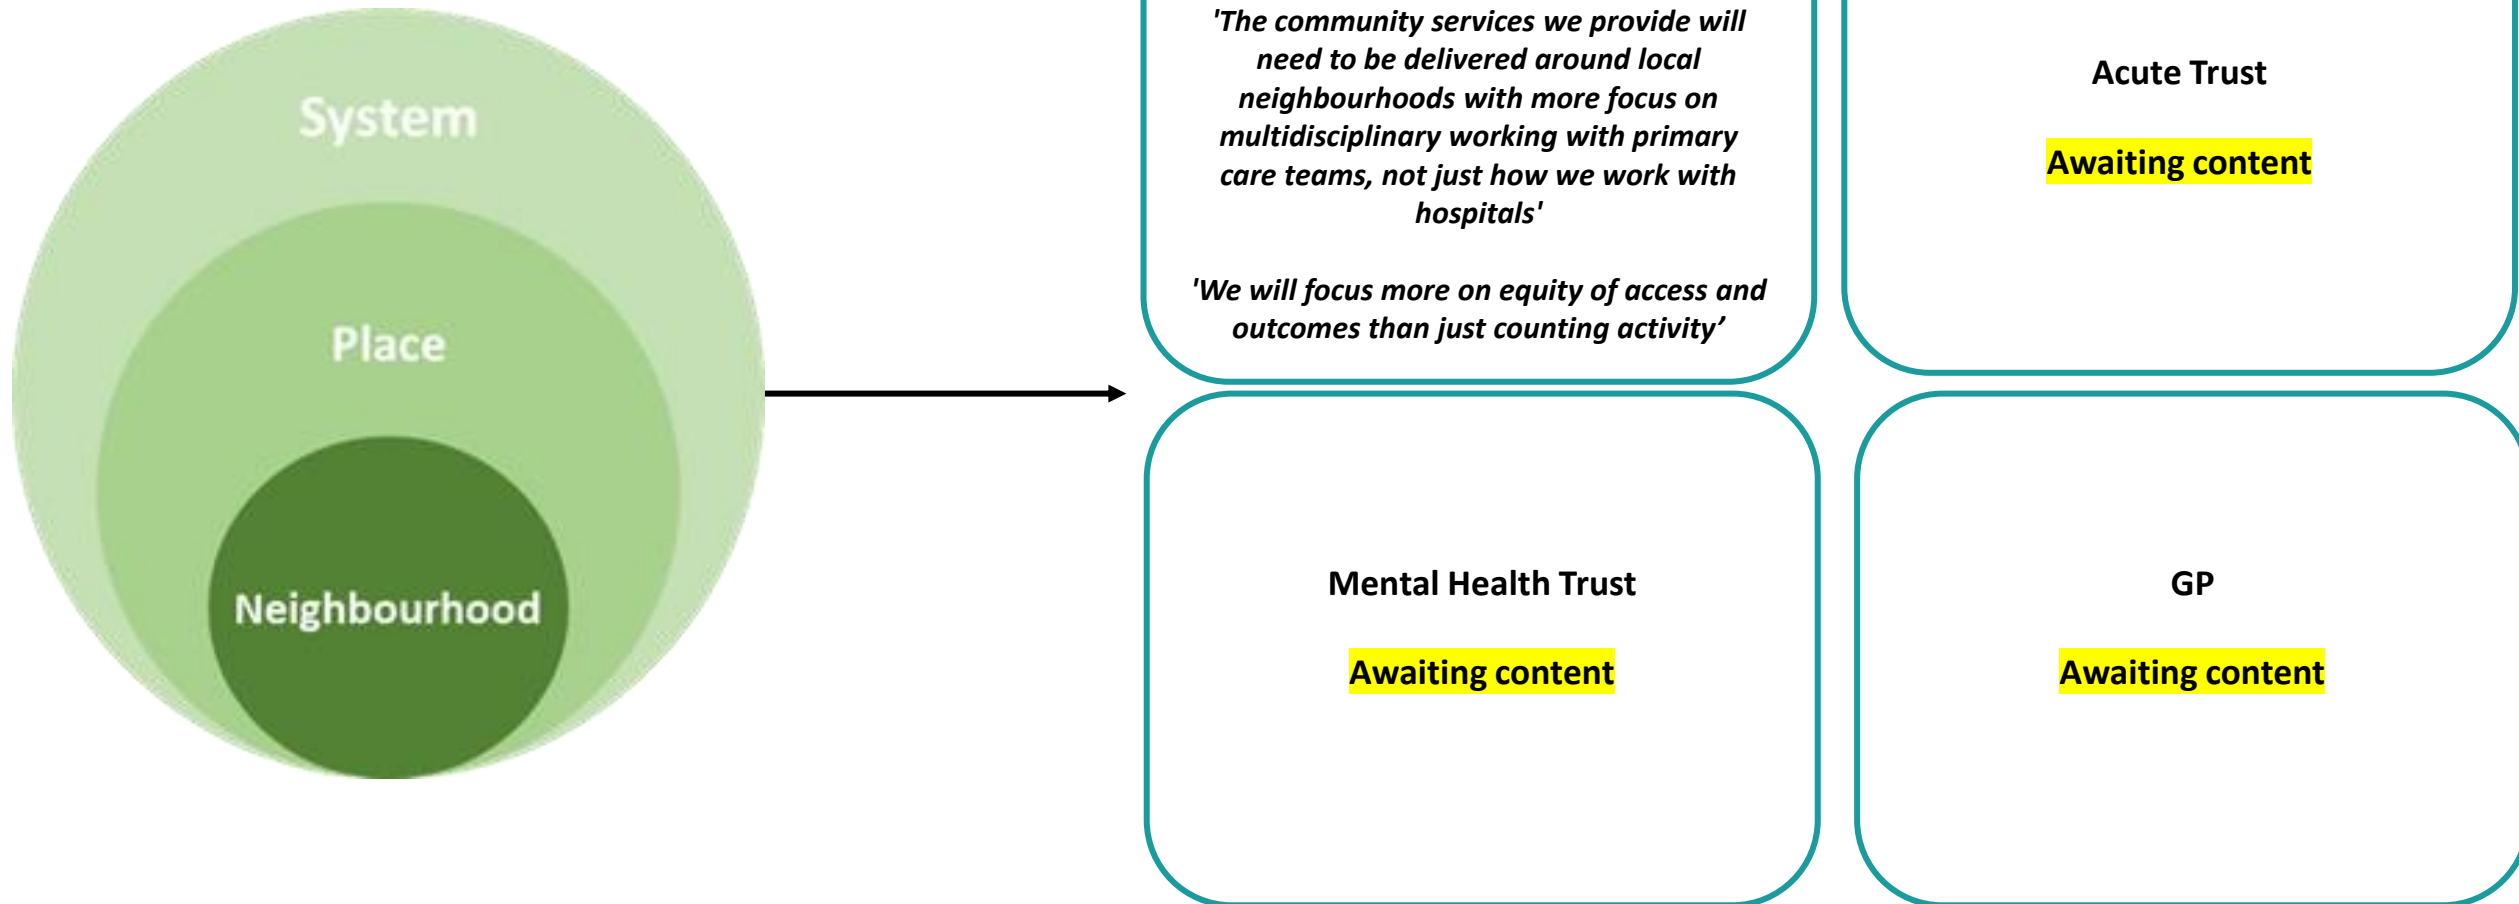 System
Place
Neighbourhood
'The community services we provide will
need to be delivered around local
neighbourhoods with more focus on
multidisciplinary working with primary
care teams, not just how we work with
hospitals'
'We will focus more on equity of access and
outcomes than just counting activity’
Acute Trust
Awaiting content
Mental Health Trust
Awaiting content
GP
Awaiting content